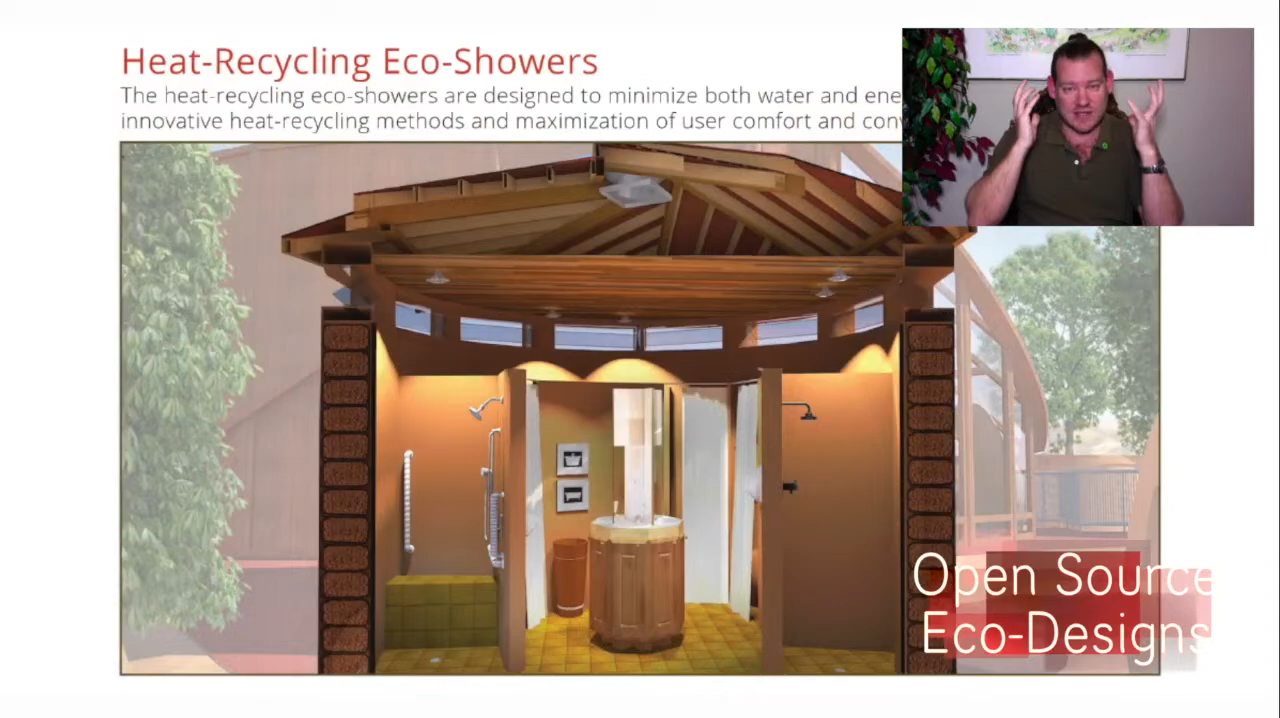 Heat-Recycling Eco-Showers
The heat-recycling eco-showers are designed to minimize both water and ene
innovative heat-recycling methods and maximization of user comfort and con
Open Source
Eco-Designs